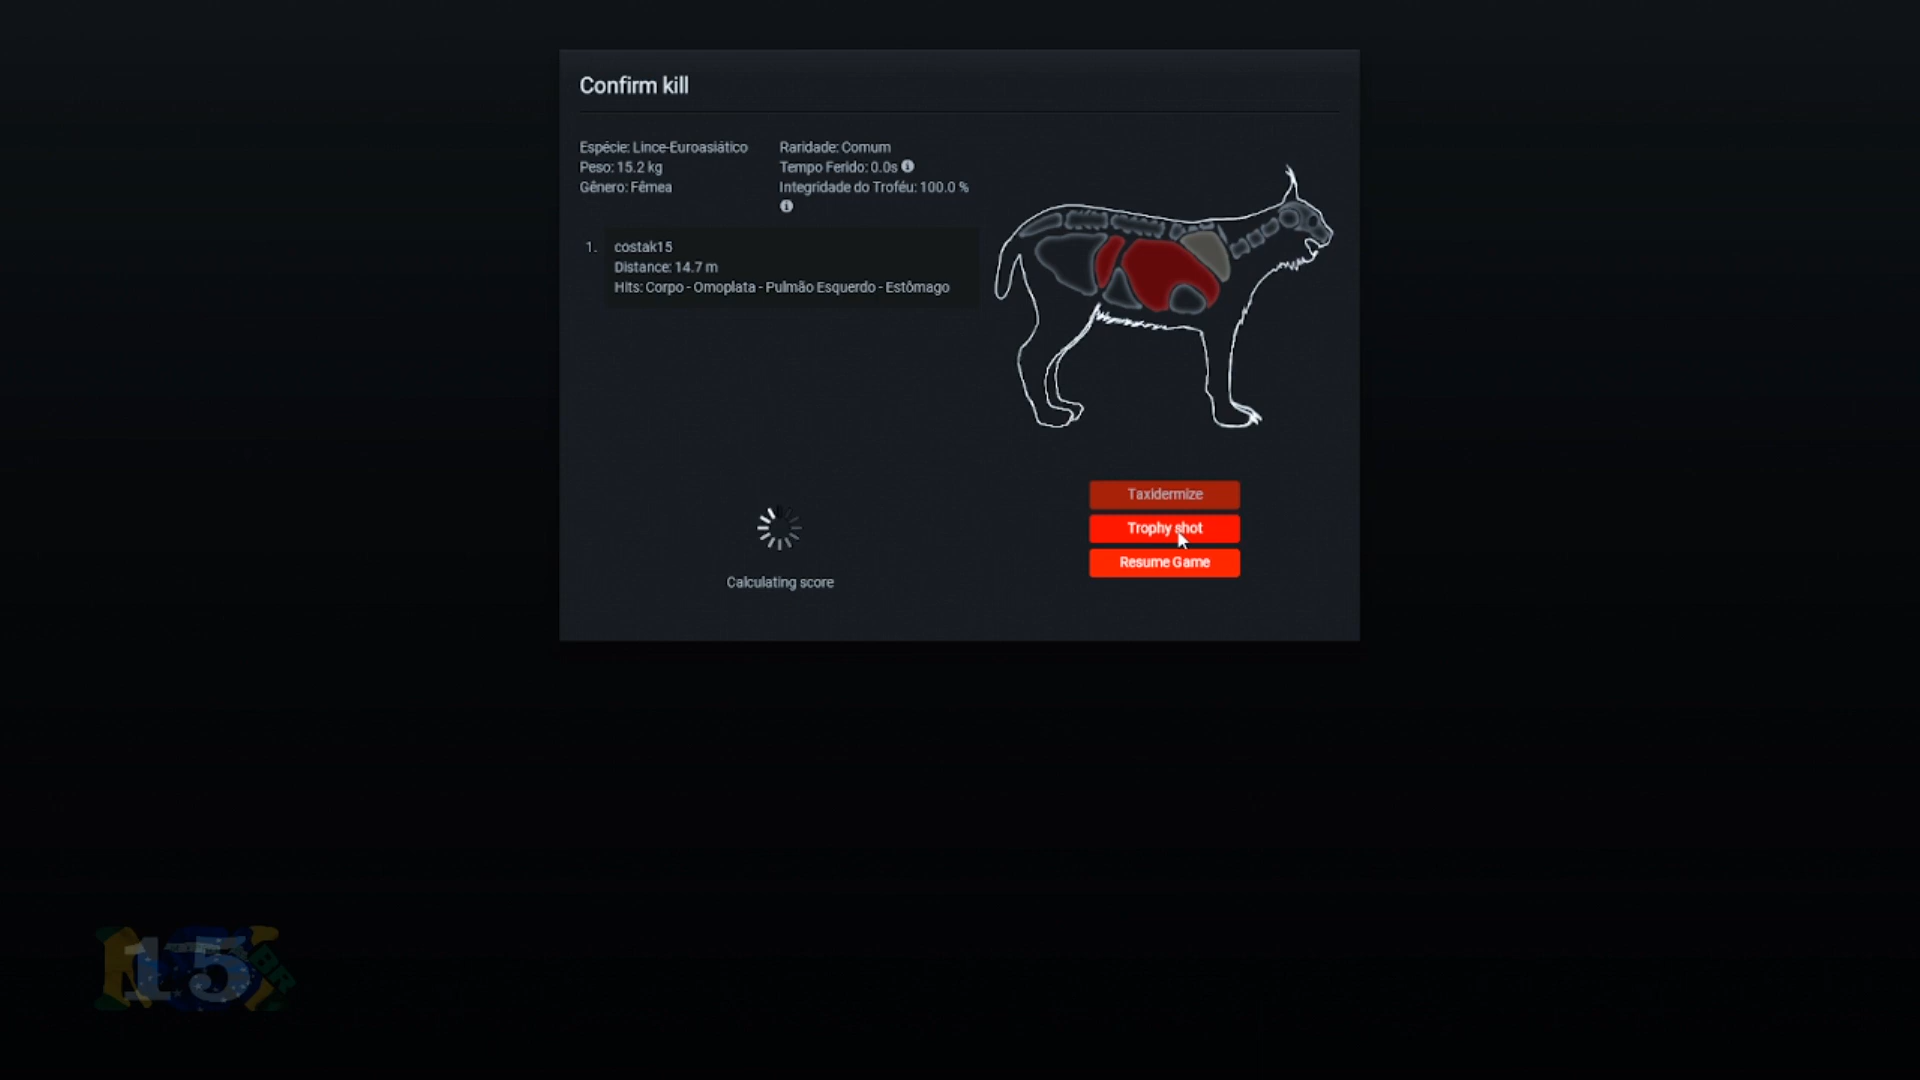 Confirm kill
Espécie: Lince-Euroasiático
Peso: 15.2 kg
Gênero: Fêmea
Raridade: Comum
Tempo Ferido: 0.0s
Integridade do Troféu: 100.0 %
1.
costak15
Distance: 14.7 m
Hits: Corpo - Omoplata - Pulmão Esquerdo - Estômago
Taxidermize
Trophy shot
Resume Game
Calculating score
15
BR